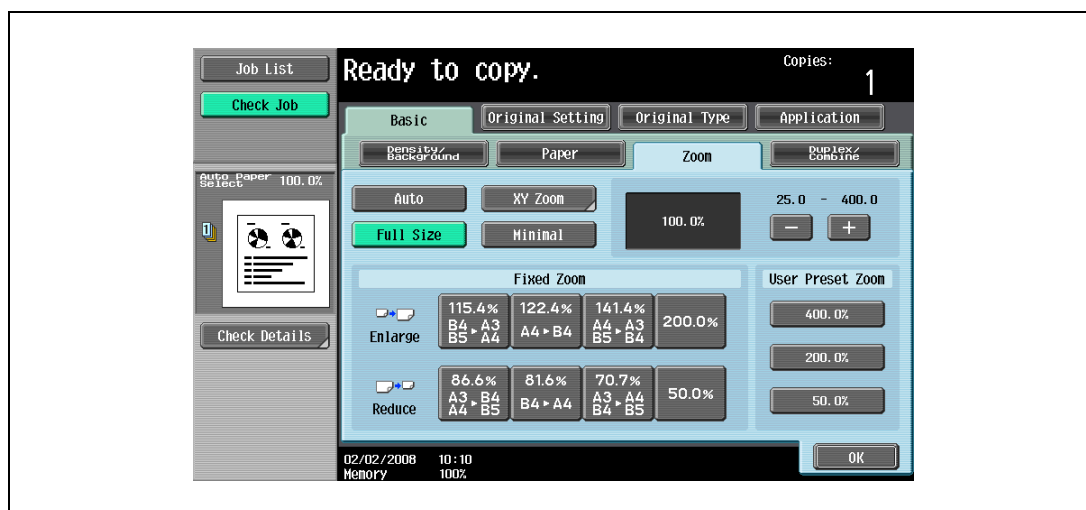 Job List
Check Job
Ready to copy.
Copies:
1
Basic
Original Setting
Original Type
Application
Density/
Background
Paper
Zoom
Duplex/
Combine
Auto Paper
Select
100.0%
1
Auto
XY Zoom
Full Size
Minimal
100.0%
25.0 - 400.0
− +
Fixed Zoom
User Preset Zoom
Enlarge
115.4%
B4 ▸ A3
B5 ▸ A4
122.4%
A4 ▸ B4
141.4%
A4 ▸ A3
B5 ▸ B4
200.0%
Reduce
86.6%
A3 ▸ B4
A4 ▸ B5
81.6%
B4 ▸ A4
70.7%
A3 ▸ A4
B4 ▸ B5
50.0%
400.0%
200.0%
50.0%
Check Details
02/02/2008 10:10
Memory 100%
OK